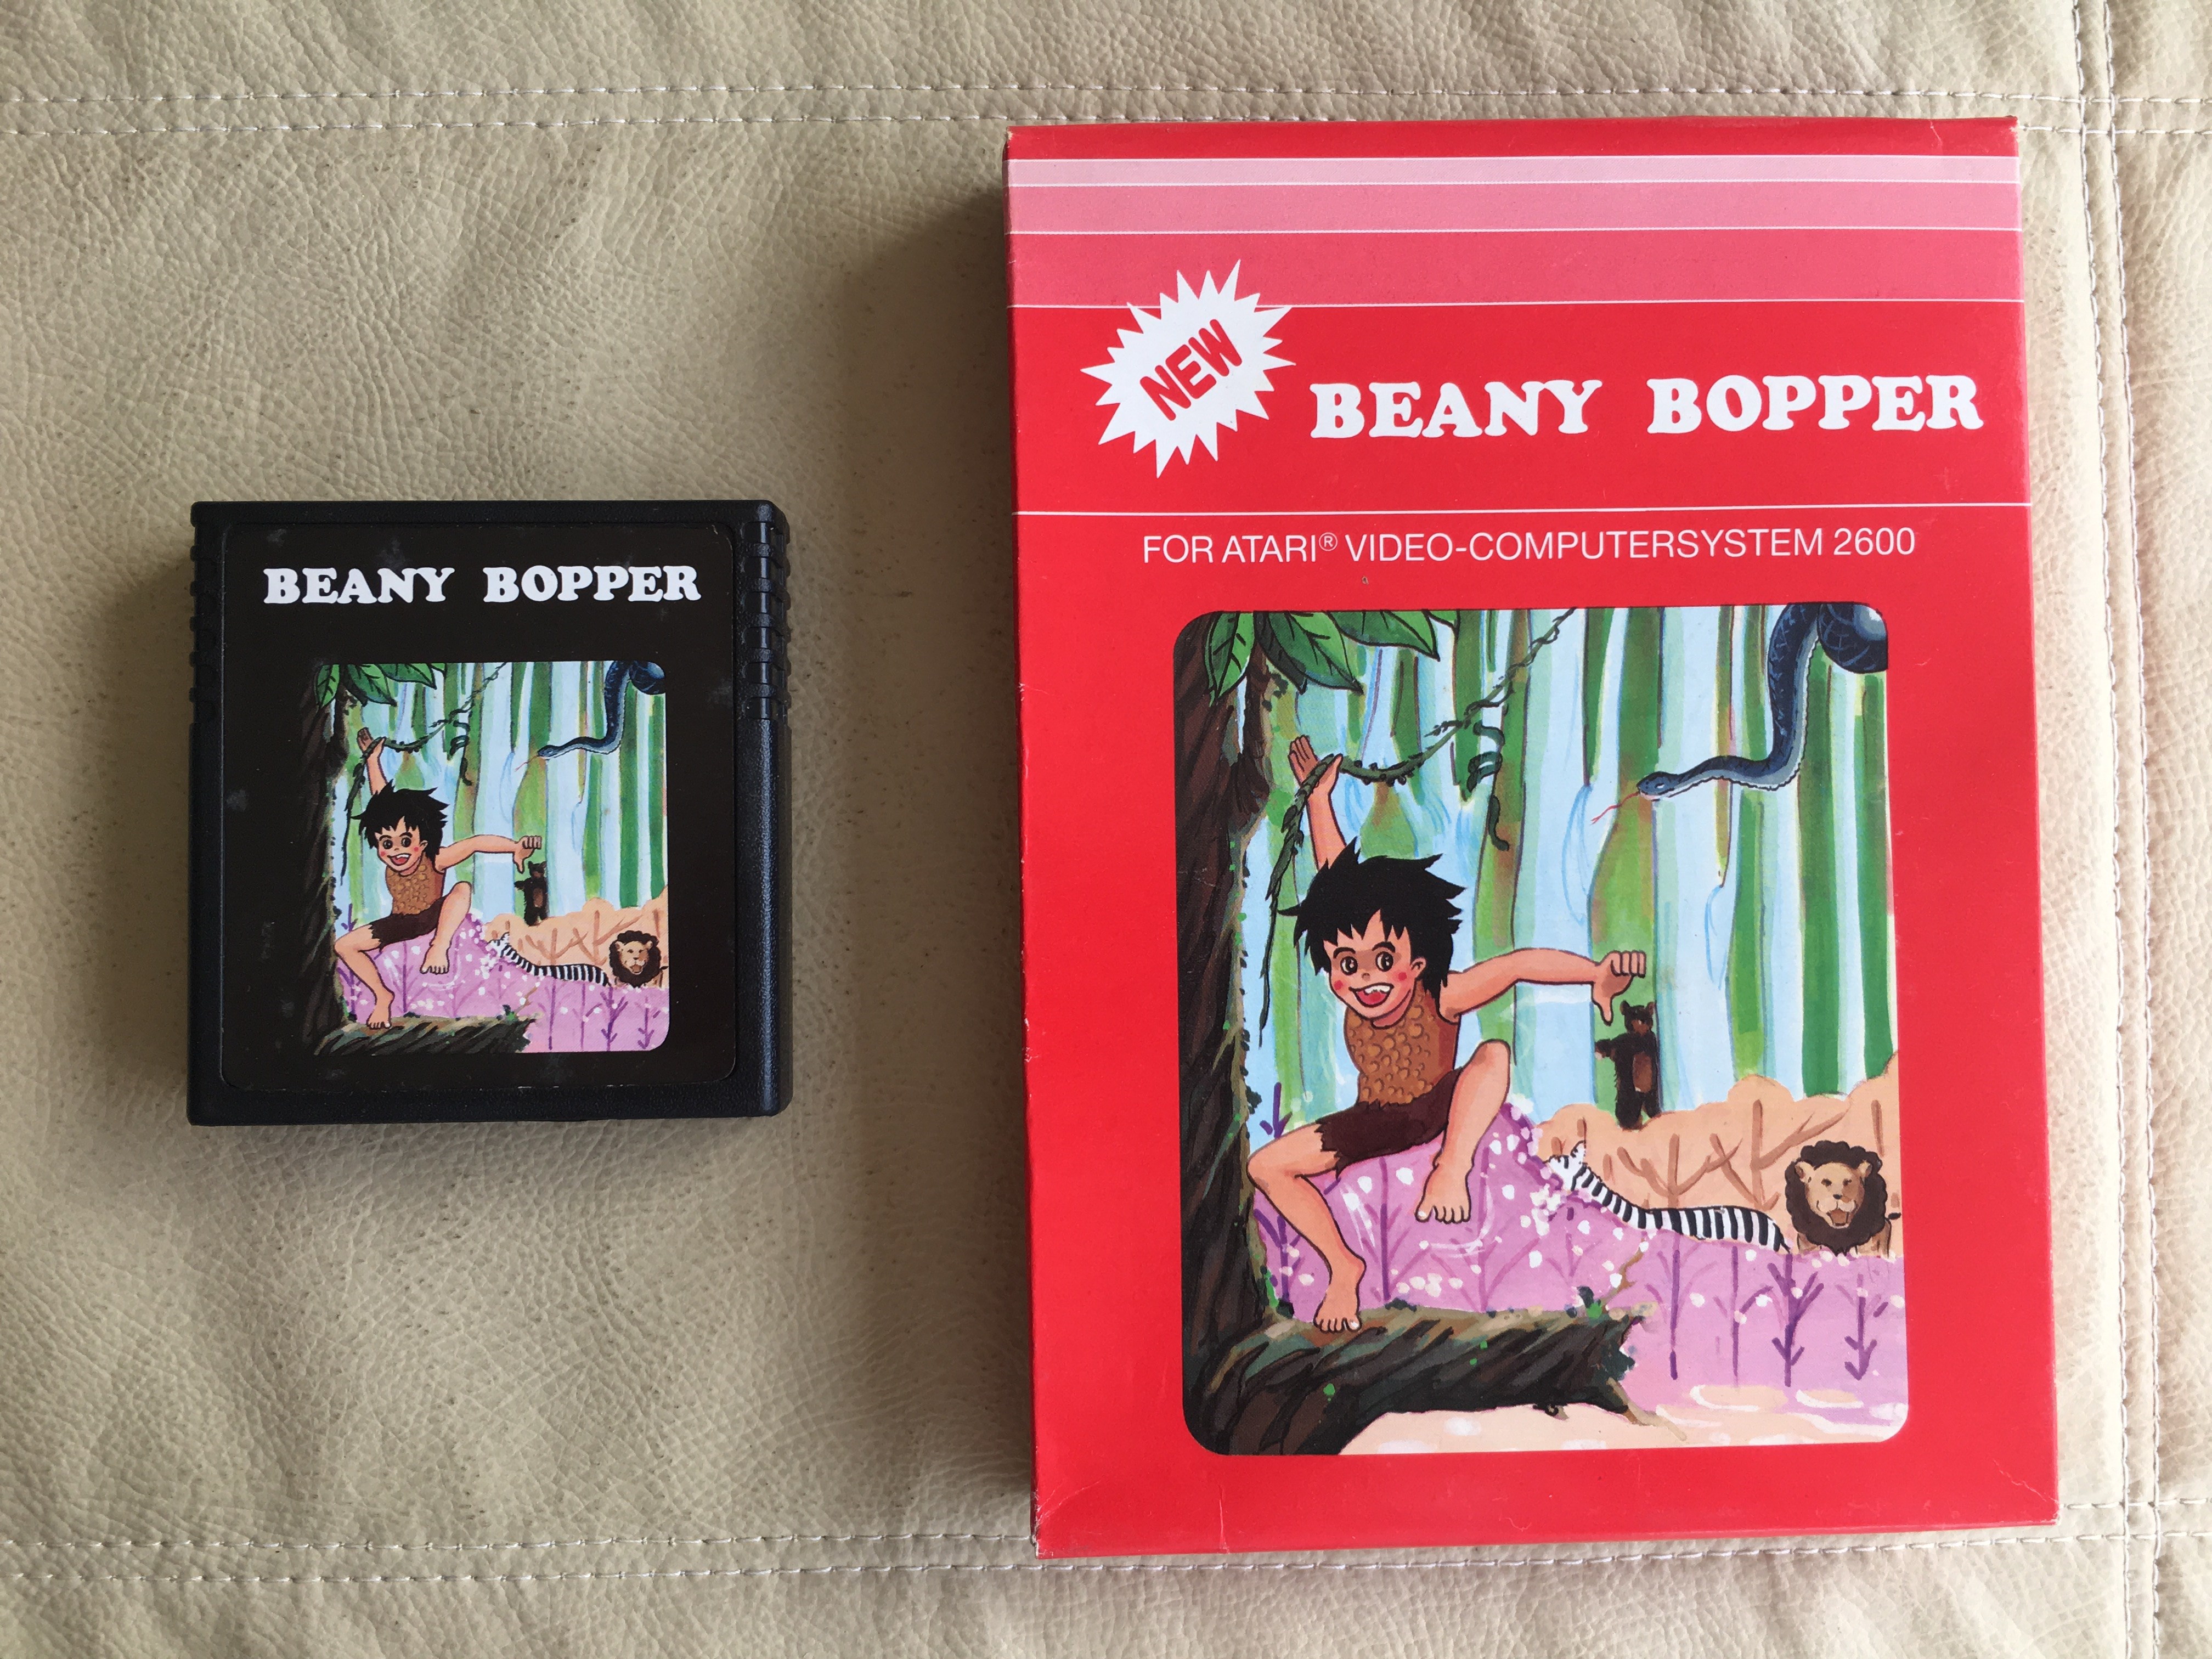 BEANY BOPPER
NEW
BEANY BOPPER
FOR ATARI® VIDEO-COMPUTERSYSTEM 2600